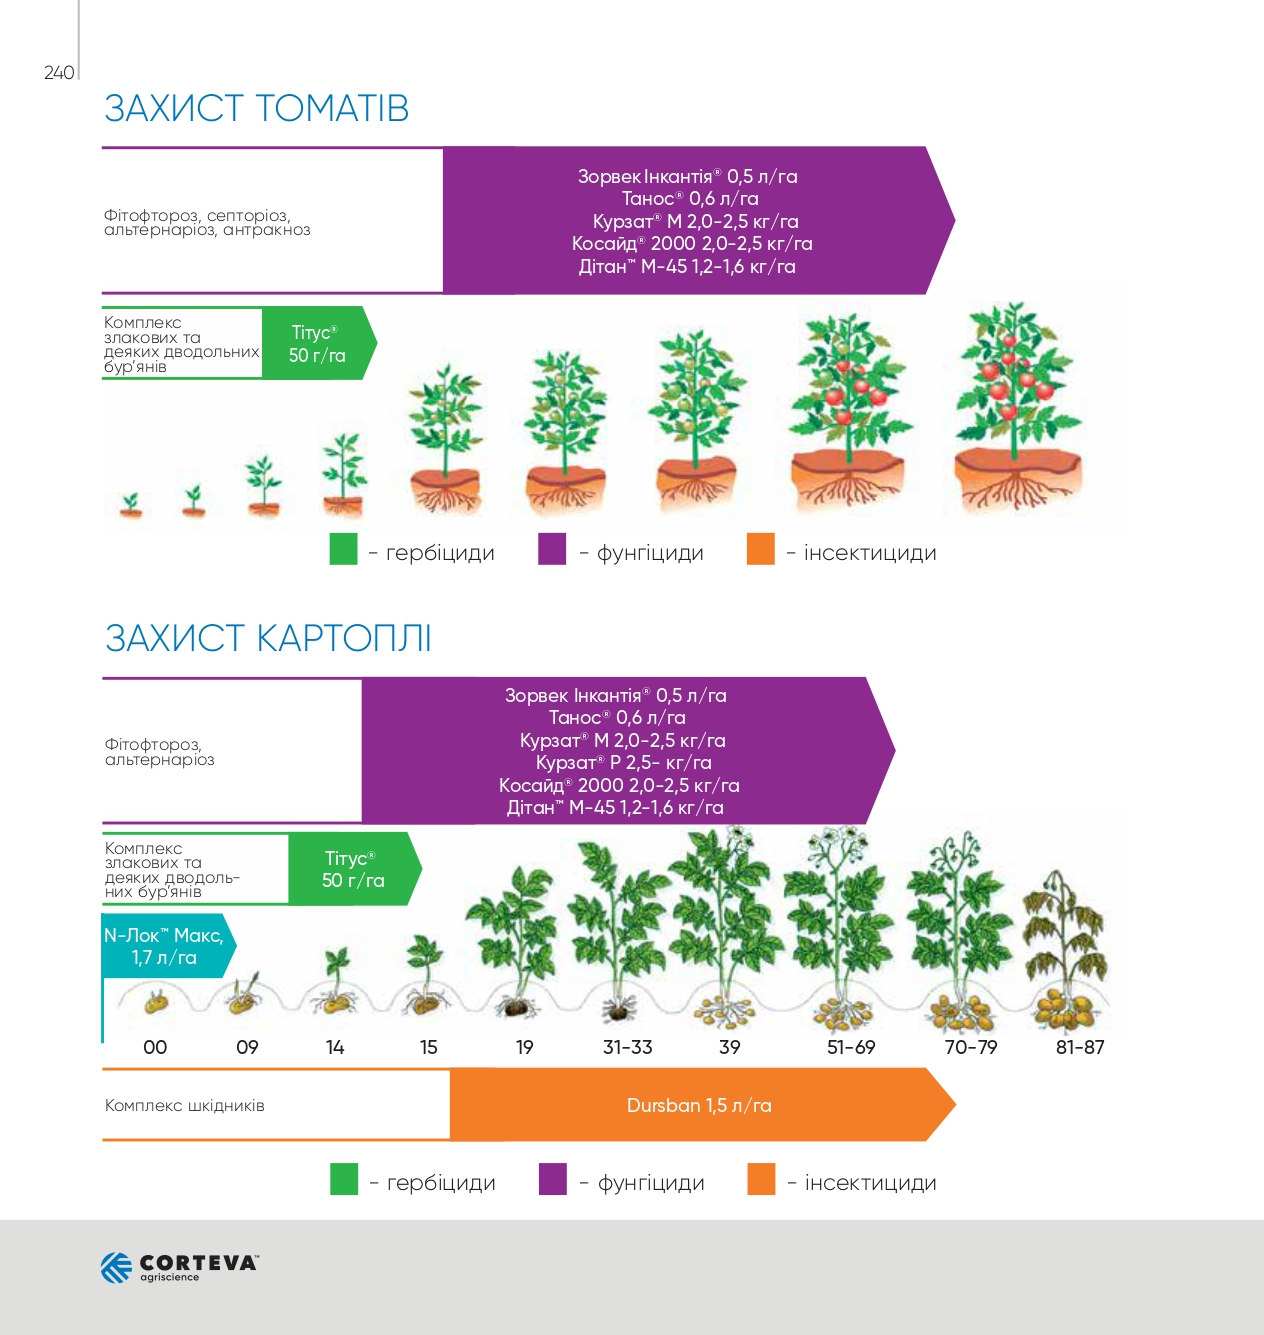 240
ЗАХИСТ ТОМАТІВ
Фітофтороз, септоріоз,
альтернаріоз, антракноз
Зорвек Інкантія® 0,5 л/га
Танос® 0,6 л/га
Курзат® М 2,0-2,5 кг/га
Косайд® 2000 2,0-2,5 кг/га
Дітан™ М-45 1,2-1,6 кг/га
Комплекс
злакових та
деяких дводольних
бур’янів
Тітус®
50 г/га
- гербіциди
- фунгіциди
- інсектициди
ЗАХИСТ КАРТОПЛІ
Фітофтороз,
альтернаріоз
Зорвек Інкантія® 0,5 л/га
Танос® 0,6 л/га
Курзат® М 2,0-2,5 кг/га
Курзат® Р 2,5- кг/га
Косайд® 2000 2,0-2,5 кг/га
Дітан™ М-45 1,2-1,6 кг/га
Комплекс
злакових та
деяких дводоль-
них бур’янів
Тітус®
50 г/га
N-Лок™ Макс,
1,7 л/га
00 09 14 15 19 31-33 39 51-69 70-79 81-87
Комплекс шкідників
Dursban 1,5 л/га
- гербіциди
- фунгіциди
- інсектициди
CORTEVA™
agriscience